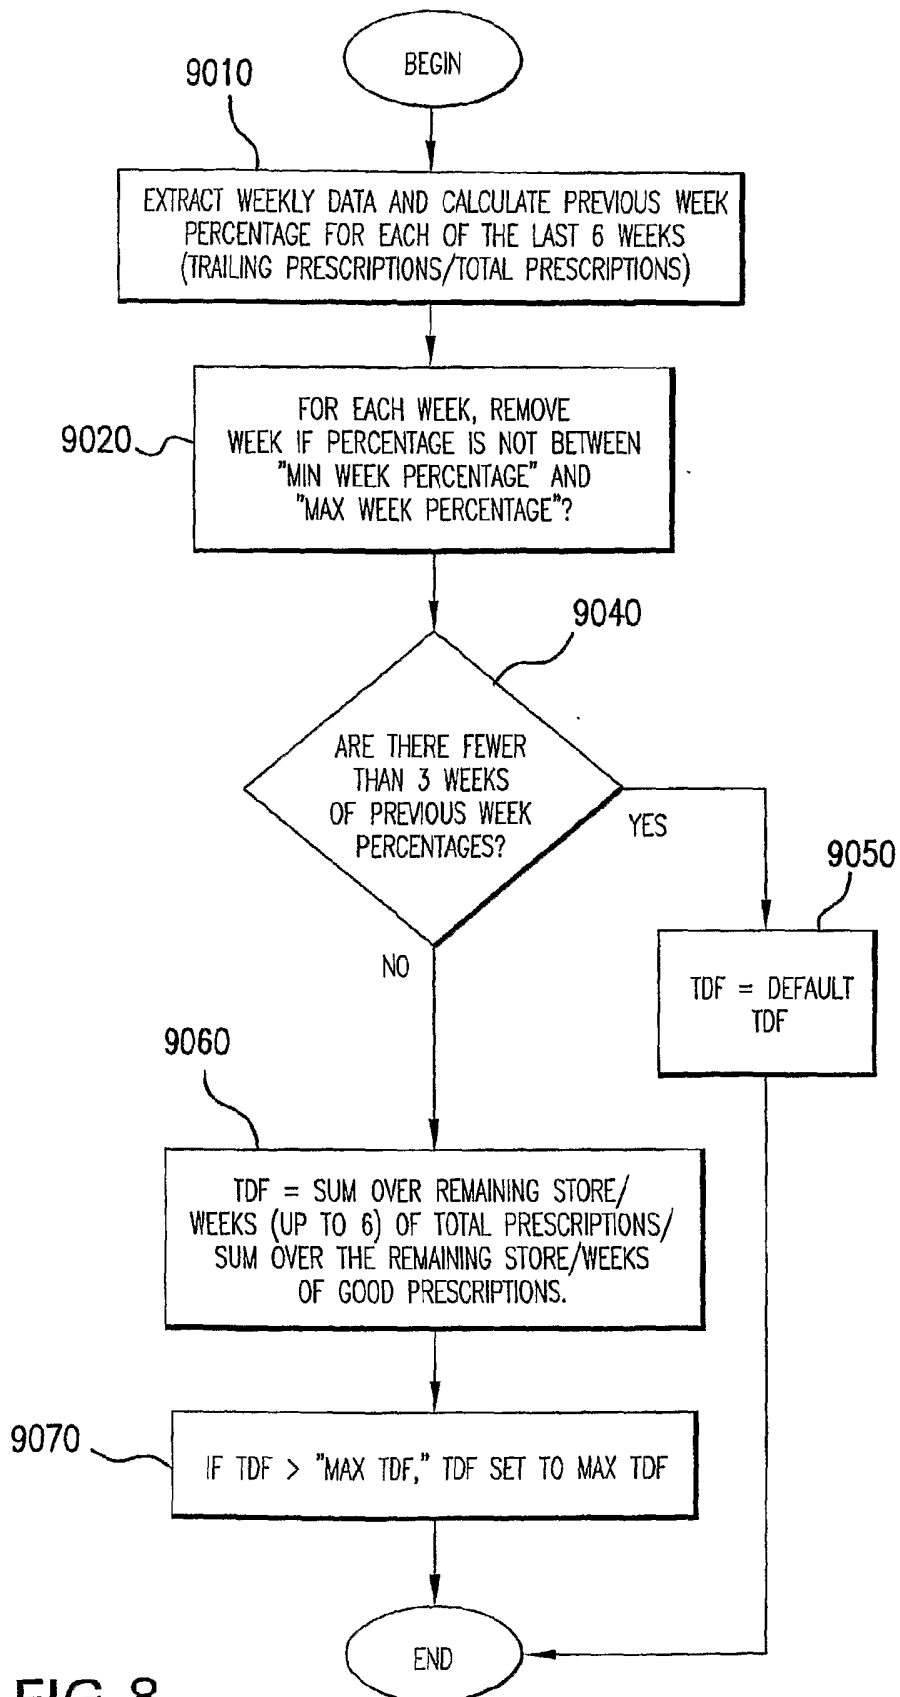 BEGIN
9010
EXTRACT WEEKLY DATA AND CALCULATE PREVIOUS WEEK
PERCENTAGE FOR EACH OF THE LAST 6 WEEKS
(TRAILING PRESCRIPTIONS/TOTAL PRESCRIPTIONS)
9020
FOR EACH WEEK, REMOVE
WEEK IF PERCENTAGE IS NOT BETWEEN
"MIN WEEK PERCENTAGE" AND
"MAX WEEK PERCENTAGE"?
9040
ARE THERE FEWER
THAN 3 WEEKS
OF PREVIOUS WEEK
PERCENTAGES?
YES
NO
9050
TDF = DEFAULT
TDF
9060
TDF = SUM OVER REMAINING STORE/
WEEKS (UP TO 6) OF TOTAL PRESCRIPTIONS/
SUM OVER THE REMAINING STORE/WEEKS
OF GOOD PRESCRIPTIONS.
9070
IF TDF > "MAX TDF," TDF SET TO MAX TDF
END
FIG. 8